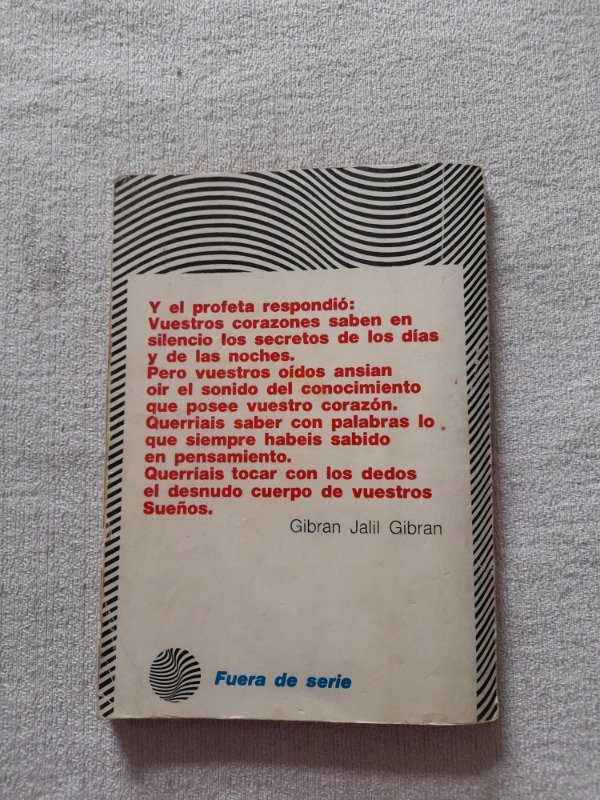 Y el profeta respondió:
Vuestros corazones saben en
silencio los secretos de los días
y de las noches.
Pero vuestros oídos ansian
oir el sonido del conocimiento
que posee vuestro corazón.
Querriais saber con palabras lo
que siempre habeis sabido
en pensamiento.
Querriais tocar con los dedos
el desnudo cuerpo de vuestros
Sueños.
Gibran Jalil Gibran
Fuera de serie